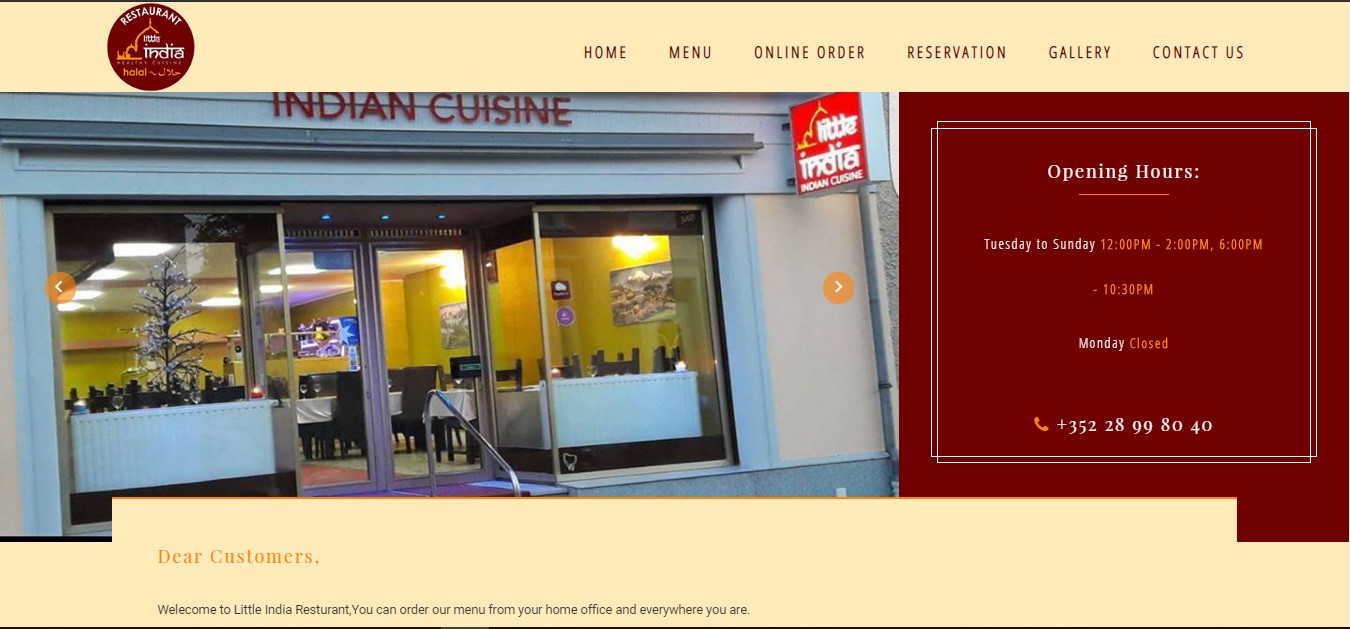 RESTAURANT
little
india
HEALTHY CUISINE
halal ~ حلال
HOME
MENU
ONLINE ORDER
RESERVATION
GALLERY
CONTACT US
INDIAN CUISINE
little
india
INDIAN CUISINE
Opening Hours:
Tuesday to Sunday 12:00PM - 2:00PM, 6:00PM
- 10:30PM
Monday Closed
+352 28 99 80 40
Dear Customers,
Welecome to Little India Resturant,You can order our menu from your home office and everywhere you are.